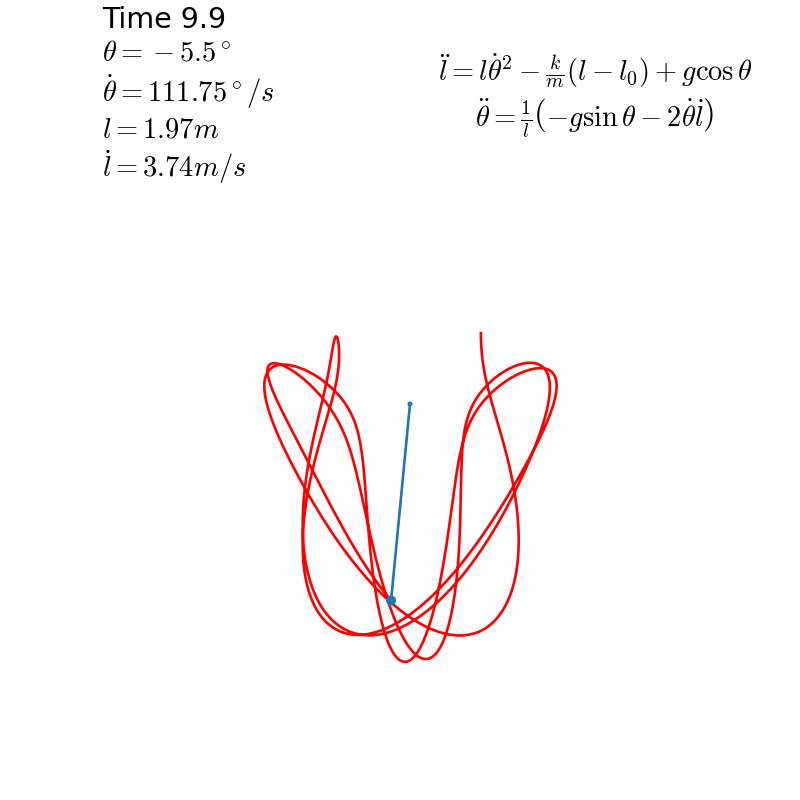 Time 9.9
θ = −5.5°
θ̇ = 111.75°/s
l = 1.97m
l̇ = 3.74m/s
l̈ = lθ̇² − k/m(l − l₀) + g cos θ
θ̈ = 1/l(−g sin θ − 2θ̇l̇)